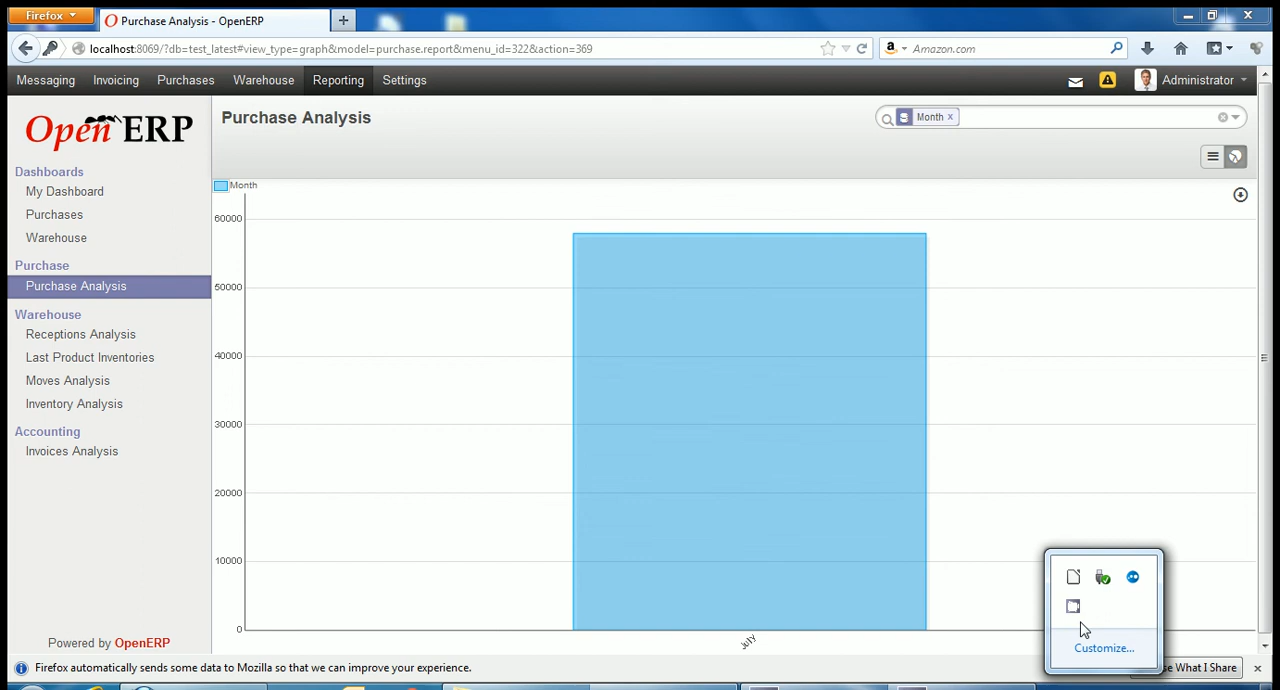 Firefox
Purchase Analysis - OpenERP
localhost:8069/?db=test_latest#view_type=graph&model=purchase.report&menu_id=322&action=369
Amazon.com
Messaging Invoicing Purchases Warehouse Reporting Settings Administrator
Open ERP
Purchase Analysis
Month x
Dashboards
My Dashboard
Purchases
Warehouse
Purchase
Purchase Analysis
Warehouse
Receptions Analysis
Last Product Inventories
Moves Analysis
Inventory Analysis
Accounting
Invoices Analysis
Powered by OpenERP
Month
60000
50000
40000
30000
20000
10000
0
July
Customize...
Firefox automatically sends some data to Mozilla so that we can improve your experience.
se What I Share